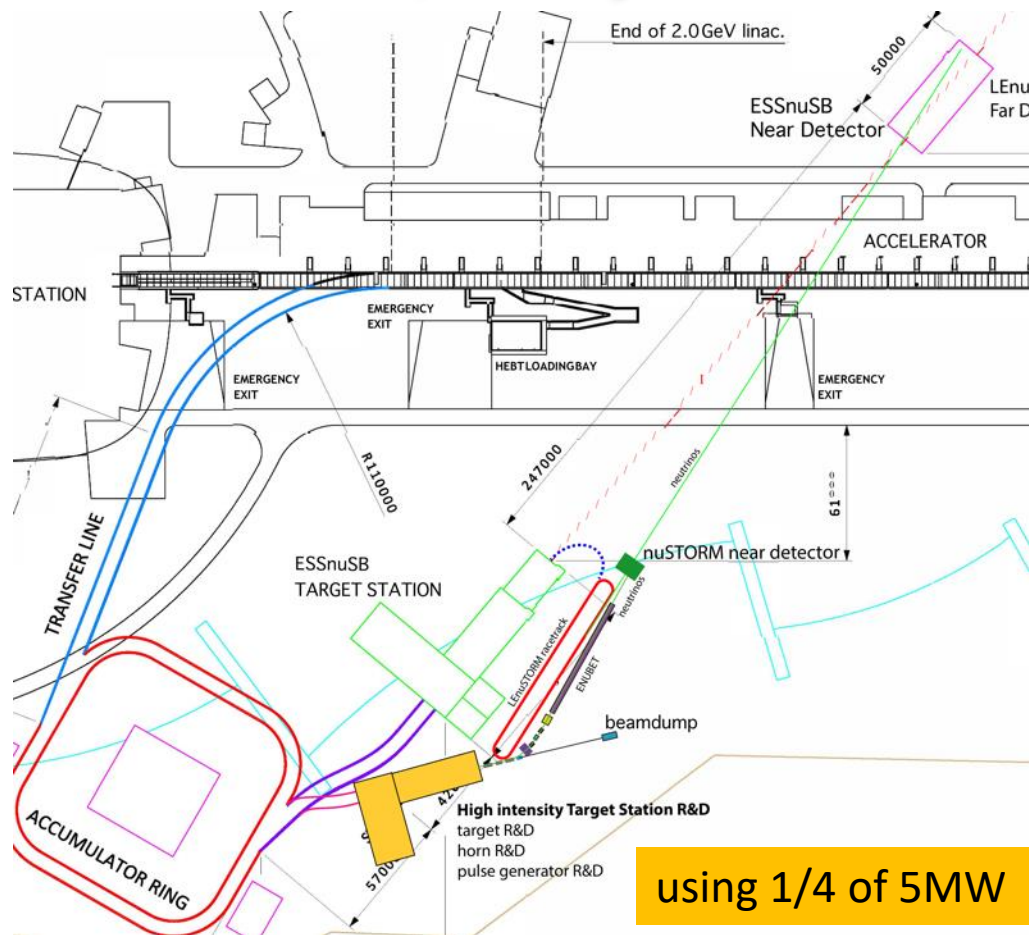 End of 2.0GeV linac.
50000
ESSnuSB
Near Detector
LEnu
Far D
ACCELERATOR
STATION
EMERGENCY
EXIT
HEBTLOADINGBAY
EMERGENCY
EXIT
EMERGENCY
EXIT
R110000
247000
neutrinos
61°°°
TRANSFER LINE
ESSnuSB
TARGET STATION
nuSTORM near detector
neutrinos
LEnuSTORM racetrack
ENUBET
beamdump
ACCUMULATOR RING
57000
High intensity Target Station R&D
target R&D
horn R&D
pulse generator R&D
using 1/4 of 5MW